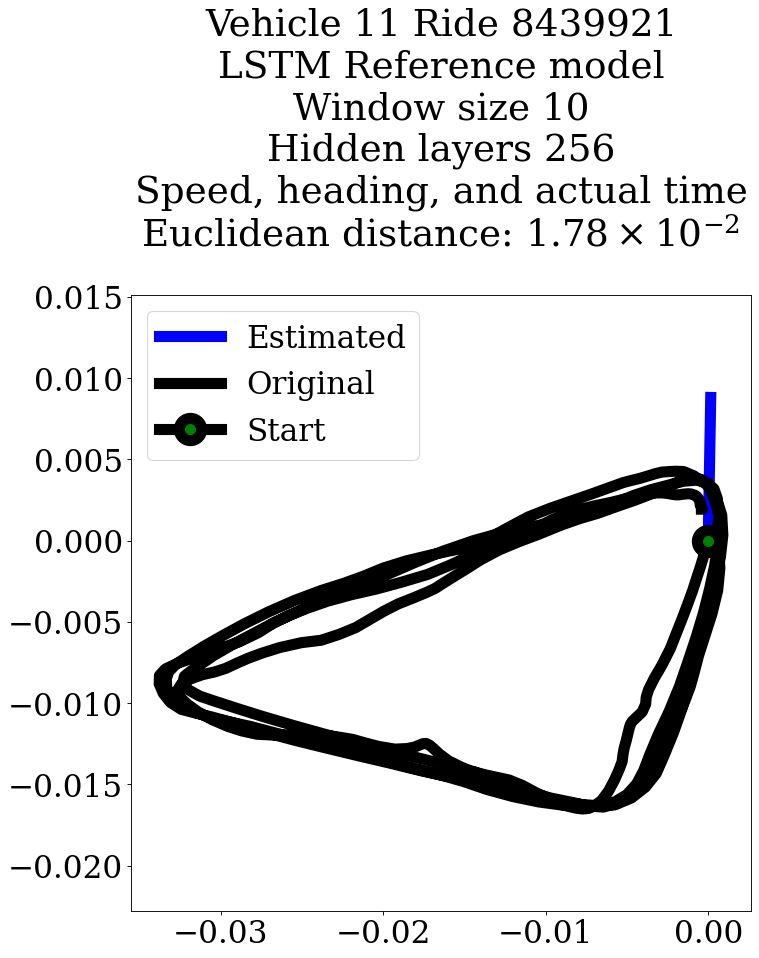 Vehicle 11 Ride 8439921
LSTM Reference model
Window size 10
Hidden layers 256
Speed, heading, and actual time
Euclidean distance: 1.78 × 10⁻²
0.015
0.010
0.005
0.000
−0.005
−0.010
−0.015
−0.020
Estimated
Original
Start
−0.03 −0.02 −0.01 0.00